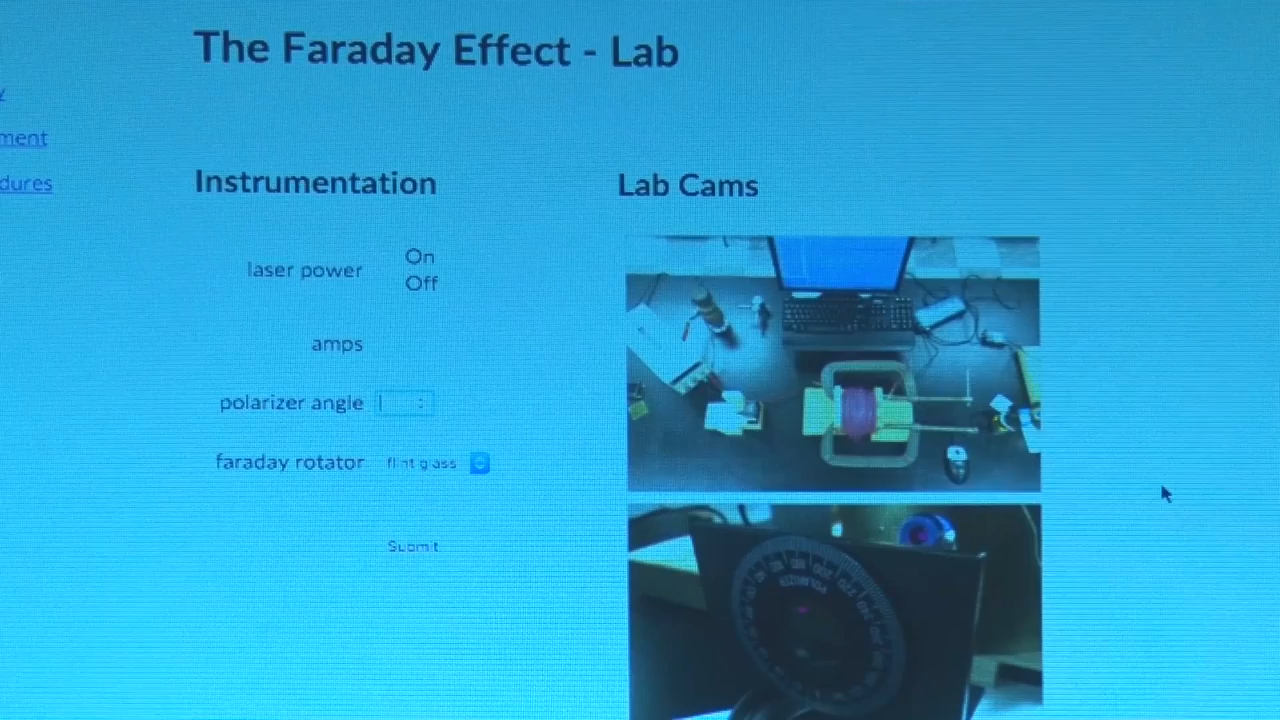 The Faraday Effect - Lab
ment
dures
Instrumentation
Lab Cams
laser power
On
Off
amps
polarizer angle
faraday rotator
flint glass
Submit